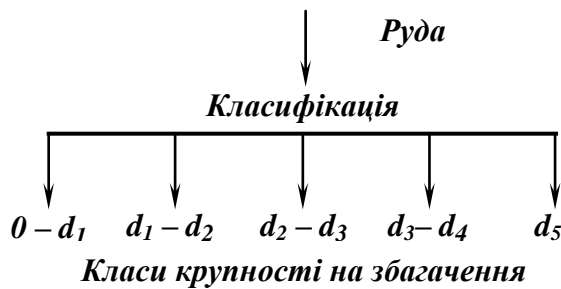 Руда
Класифікація
0 – d₁ d₁ – d₂ d₂ – d₃ d₃– d₄ d₅
Класи крупності на збагачення